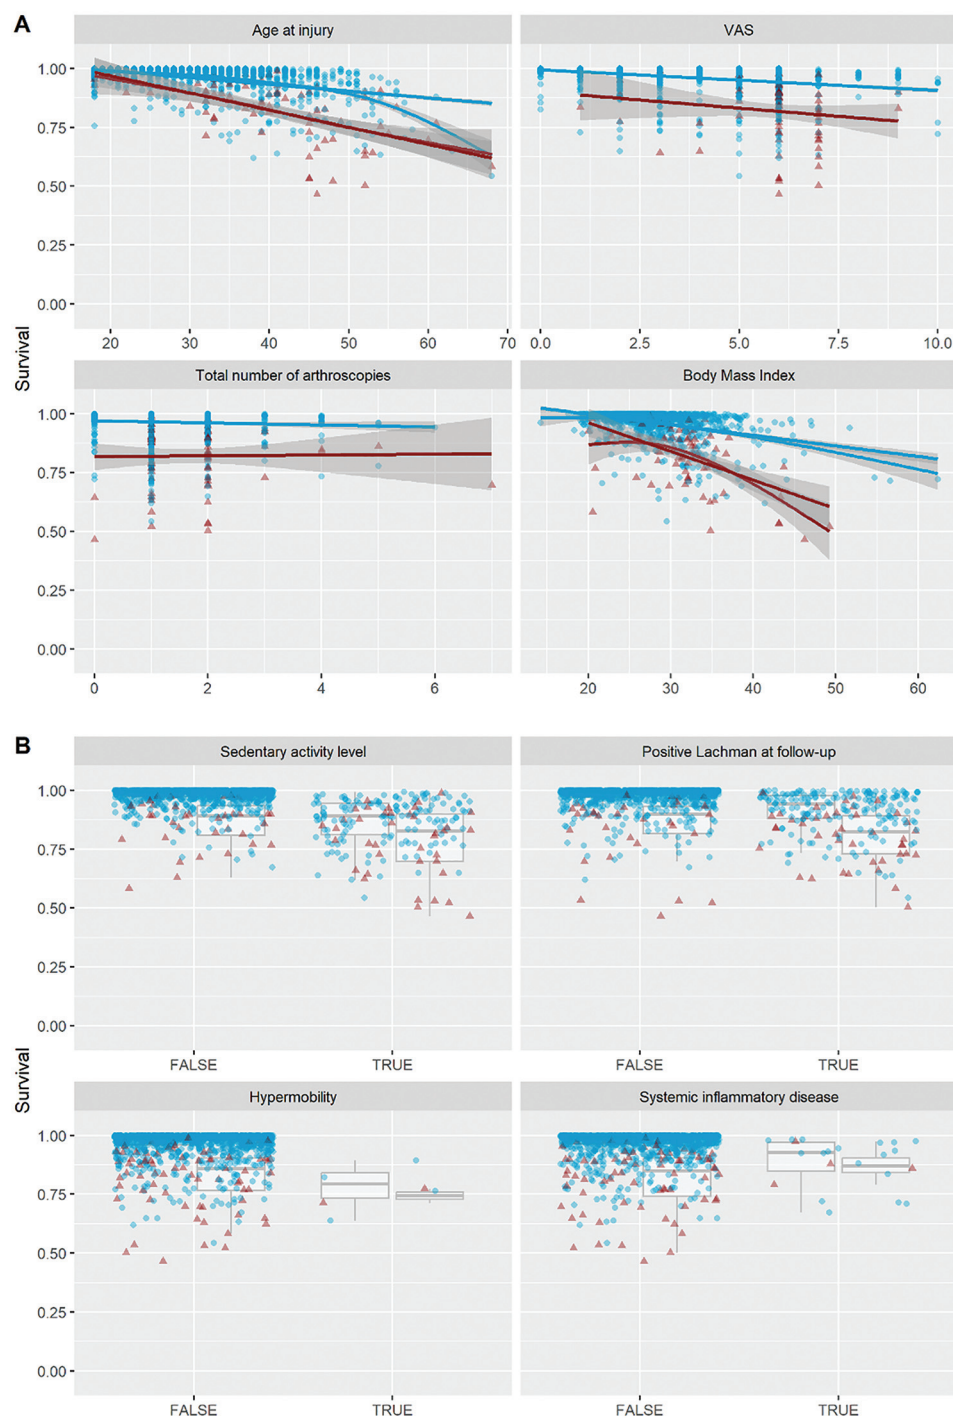 A
Age at injury
VAS
1.00
0.75
0.50
0.25
0.00
20 30 40 50 60 70
0.0 2.5 5.0 7.5 10.0
Survival
Total number of arthroscopies
Body Mass Index
1.00
0.75
0.50
0.25
0.00
0 2 4 6
20 30 40 50 60
B
Sedentary activity level
Positive Lachman at follow-up
1.00
0.75
0.50
0.25
0.00
FALSE TRUE
FALSE TRUE
Survival
Hypermobility
Systemic inflammatory disease
1.00
0.75
0.50
0.25
0.00
FALSE TRUE
FALSE TRUE